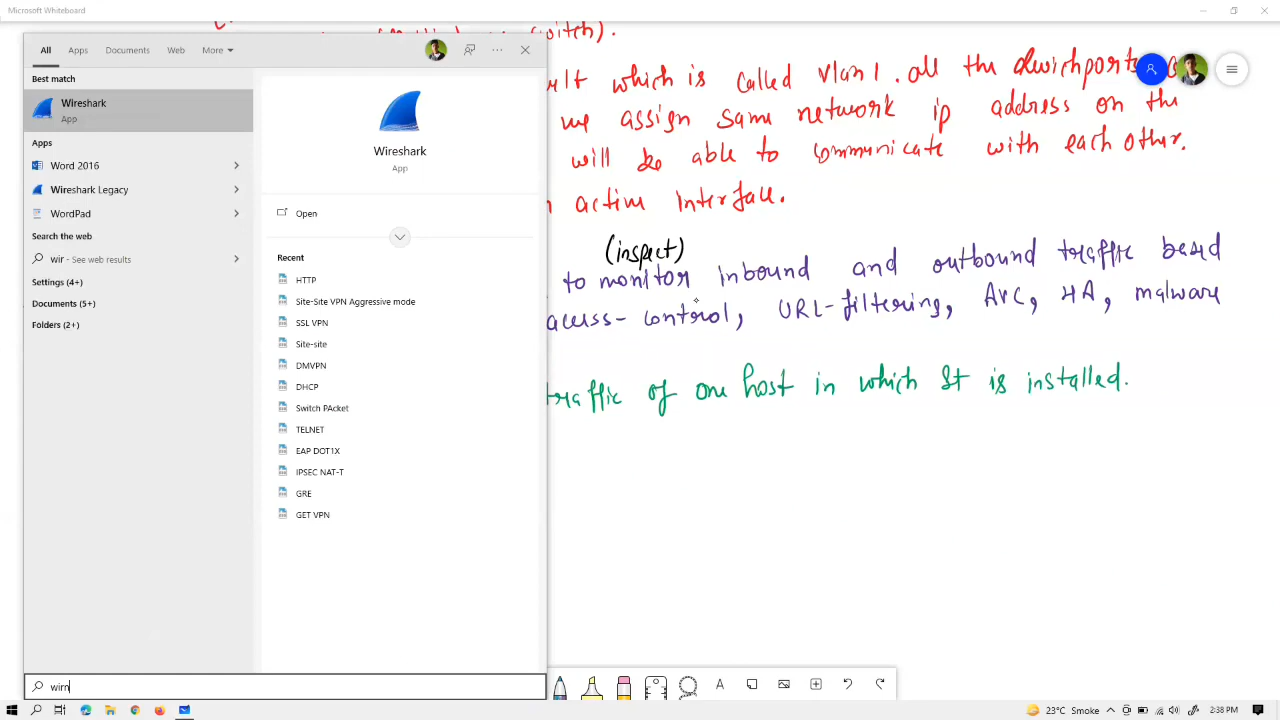 Microsoft Whiteboard
All Apps Documents Web More
Best match
Wireshark
App
Apps
Word 2016
Wireshark Legacy
WordPad
Search the web
wir - See web results
Settings (4+)
Documents (5+)
Folders (2+)
Wireshark
App
Open
Recent
HTTP
Site-Site VPN Aggressive mode
SSL VPN
Site-site
DMVPN
DHCP
Switch PAcket
TELNET
EAP DOT1X
IPSEC NAT-T
GRE
GET VPN
wirn
which is called vlan 1. all the
we assign same network ip address on the
will be able to communicate with each other.
active interface.
(inspect)
to monitor inbound and outbound traffic based
access-control, URL-filtering, AVC, HA, malware
traffic of one host in which It is installed.
A
23°C Smoke 2:38 PM